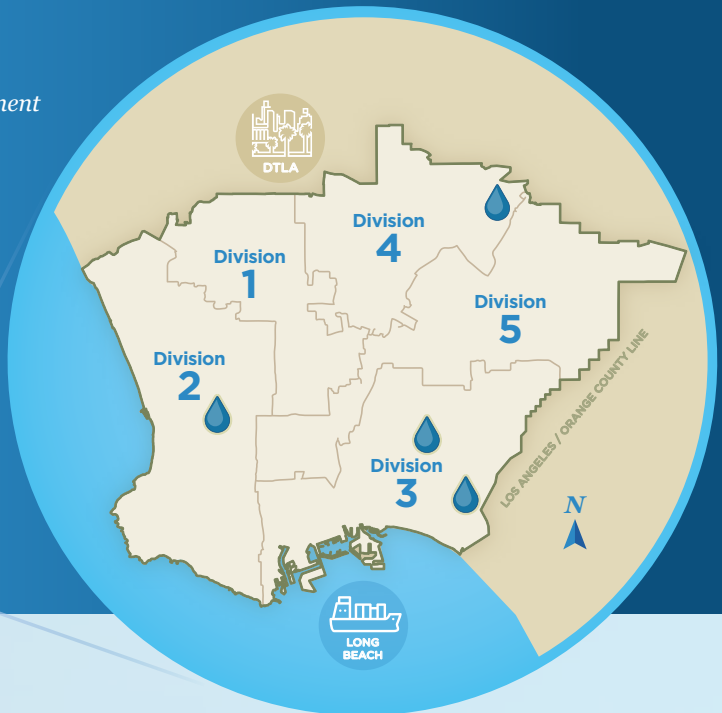 nent
DTLA
Division
4
Division
1
Division
5
Division
2
LOS ANGELES / ORANGE COUNTY LINE
Division
3
N
LONG
BEACH